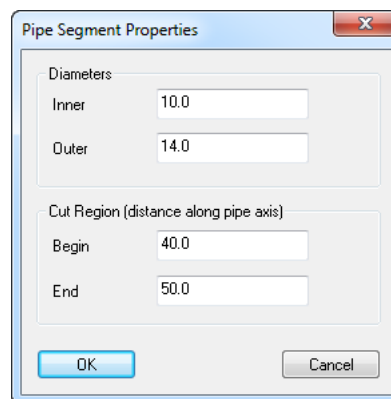 Pipe Segment Properties
Diameters
Inner 10.0
Outer 14.0
Cut Region (distance along pipe axis)
Begin 40.0
End 50.0
OK Cancel